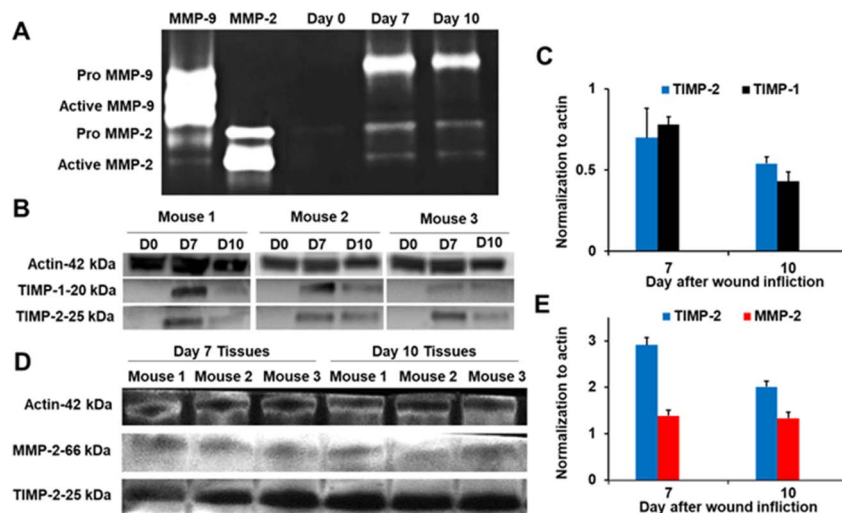 A
MMP-9 MMP-2 Day 0 Day 7 Day 10
Pro MMP-9
Active MMP-9
Pro MMP-2
Active MMP-2
B
Mouse 1 Mouse 2 Mouse 3
D0 D7 D10 D0 D7 D10 D0 D7 D10
Actin-42 kDa
TIMP-1-20 kDa
TIMP-2-25 kDa
C
TIMP-2 TIMP-1
Normalization to actin
1
0.5
0
7 10
Day after wound infliction
D
Day 7 Tissues Day 10 Tissues
Mouse 1 Mouse 2 Mouse 3 Mouse 1 Mouse 2 Mouse 3
Actin-42 kDa
MMP-2-66 kDa
TIMP-2-25 kDa
E
TIMP-2 MMP-2
Normalization to actin
3
2
1
0
7 10
Day after wound infliction